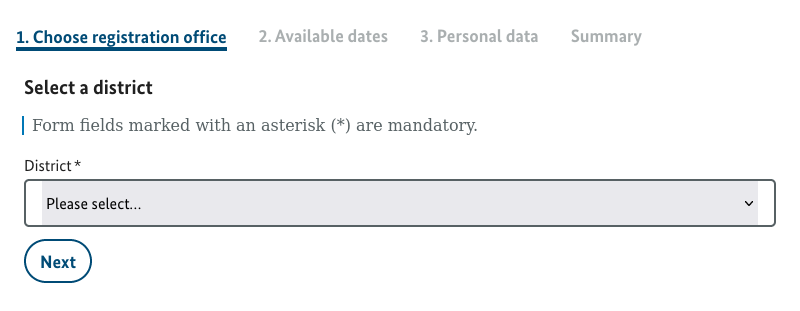 1. Choose registration office 2. Available dates 3. Personal data Summary
Select a district
Form fields marked with an asterisk (*) are mandatory.
District *
Please select...
Next